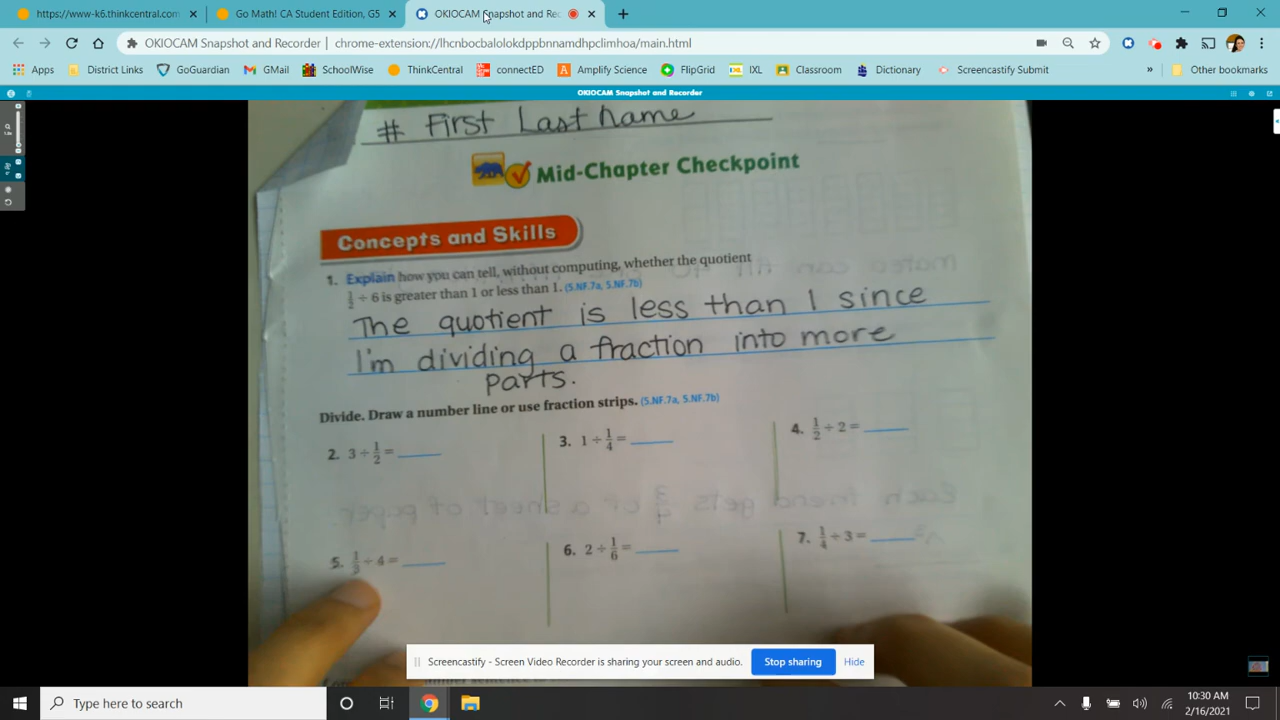 https://www-k6.thinkcentral.com
Go Math! CA Student Edition, G5
OKIOCAM Snapshot and Rec
OKIOCAM Snapshot and Recorder | chrome-extension://lhcnbocbalolokdppbnnamdhpclimhoa/main.html
Apps District Links GoGuardian GMail SchoolWise ThinkCentral connectED Amplify Science FlipGrid IXL Classroom Dictionary Screencastify Submit » Other bookmarks
OKIOCAM Snapshot and Recorder
# First Last name
Mid-Chapter Checkpoint
Concepts and Skills
1. Explain how you can tell, without computing, whether the quotient
1/2 ÷ 6 is greater than 1 or less than 1. (5.NF.7a, 5.NF.7b)
The quotient is less than 1 since
I'm dividing a fraction into more
parts.
Divide. Draw a number line or use fraction strips. (5.NF.7a, 5.NF.7b)
2. 3 ÷ 1/2 = 
3. 1 ÷ 1/4 = 
4. 1/2 ÷ 2 = 
5. 1/3 ÷ 4 = 
6. 2 ÷ 1/6 = 
7. 1/4 ÷ 3 = 
Screencastify - Screen Video Recorder is sharing your screen and audio. Stop sharing Hide
Type here to search
10:30 AM
2/16/2021